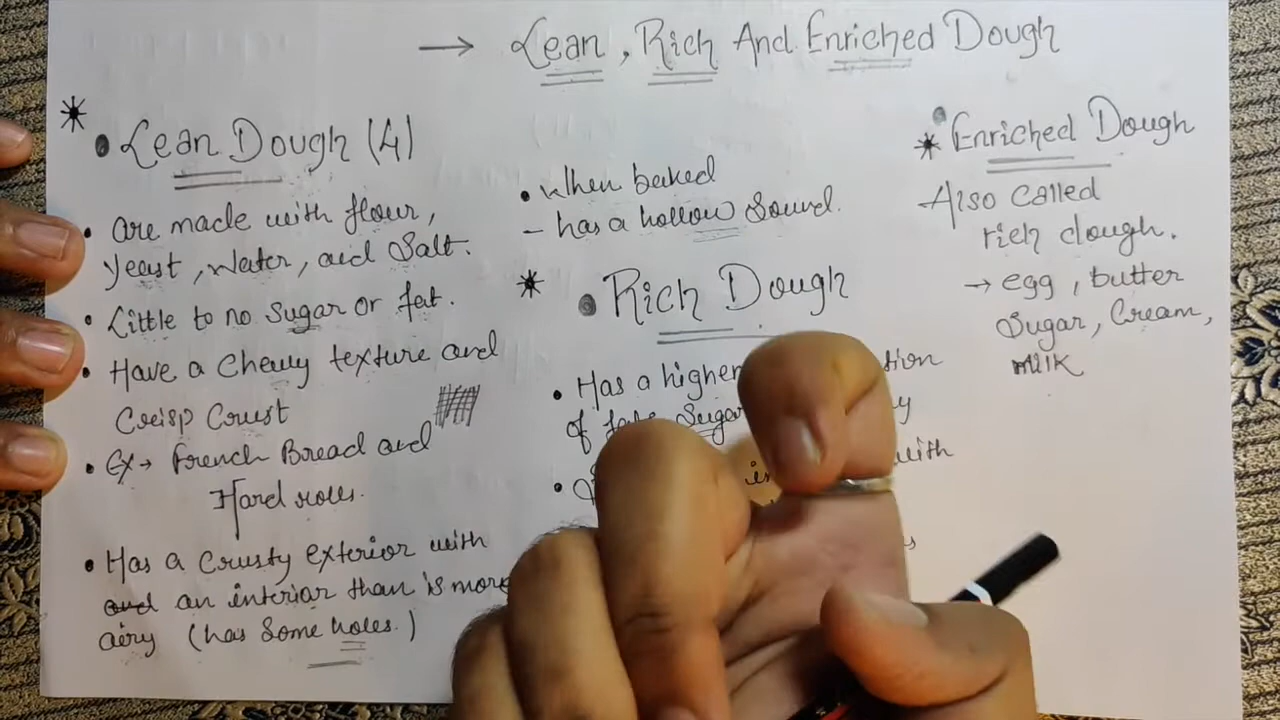 → Lean, Rich And Enriched Dough
* • Lean Dough (4)
• are made with flour,
yeast, water, and Salt.
• Little to no sugar or fat.
• Have a Chewy texture and
Crisp Crust
• Ex → French Bread and
Hard rolls.
• Has a Crusty exterior with
and an interiar than is more
airy (has some holes.)
• When baked
– has a hollow Sound.
* • Rich Dough
• Has a higher
of Sugar
with
* Enriched Dough
Also called
rich dough.
→ egg, butter
Sugar, Cream,
milk